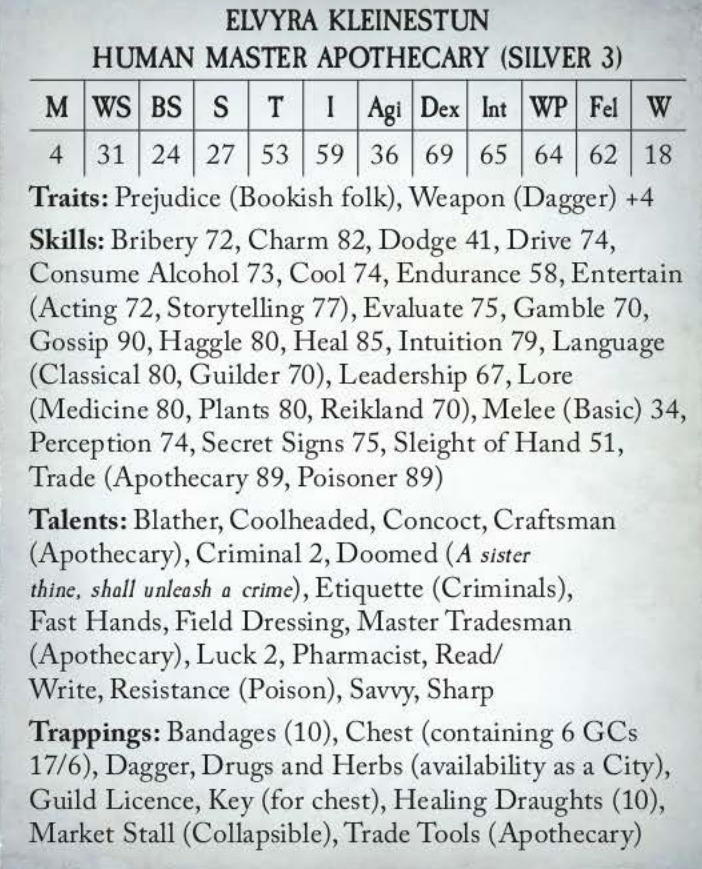 ELVYRA KLEINESTUN
HUMAN MASTER APOTHECARY (SILVER 3)
M WS BS S T I Agi Dex Int WP Fel W
4 31 24 27 53 59 36 69 65 64 62 18
Traits: Prejudice (Bookish folk), Weapon (Dagger) +4
Skills: Bribery 72, Charm 82, Dodge 41, Drive 74,
Consume Alcohol 73, Cool 74, Endurance 58, Entertain
(Acting 72, Storytelling 77), Evaluate 75, Gamble 70,
Gossip 90, Haggle 80, Heal 85, Intuition 79, Language
(Classical 80, Guilder 70), Leadership 67, Lore
(Medicine 80, Plants 80, Reikland 70), Melee (Basic) 34,
Perception 74, Secret Signs 75, Sleight of Hand 51,
Trade (Apothecary 89, Poisoner 89)
Talents: Blather, Coolheaded, Concoct, Craftsman
(Apothecary), Criminal 2, Doomed (A sister
thine, shall unleash a crime), Etiquette (Criminals),
Fast Hands, Field Dressing, Master Tradesman
(Apothecary), Luck 2, Pharmacist, Read/
Write, Resistance (Poison), Savvy, Sharp
Trappings: Bandages (10), Chest (containing 6 GCs
17/6), Dagger, Drugs and Herbs (availability as a City),
Guild Licence, Key (for chest), Healing Draughts (10),
Market Stall (Collapsible), Trade Tools (Apothecary)